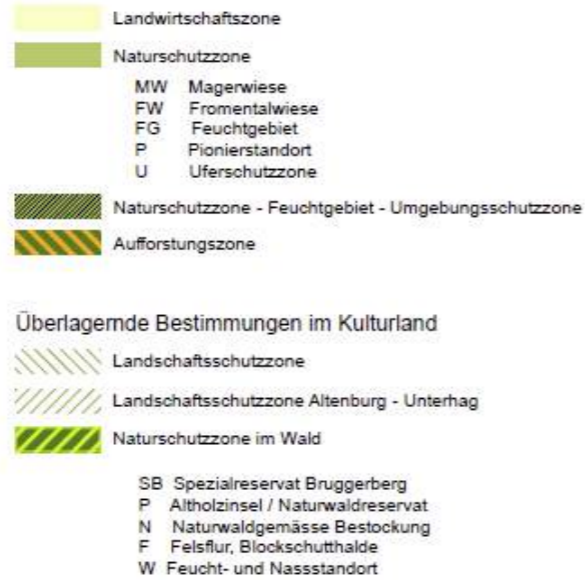 Landwirtschaftszone
Naturschutzzone
MW Magerwiese
FW Fromentalwiese
FG Feuchtgebiet
P Pionierstandort
U Uferschutzzone
Naturschutzzone - Feuchtgebiet - Umgebungsschutzzone
Aufforstungszone
Überlagernde Bestimmungen im Kulturland
Landschaftsschutzzone
Landschaftsschutzzone Altenburg - Unterhag
Naturschutzzone im Wald
SB Spezialreservat Bruggerberg
P Altholzinsel / Naturwaldreservat
N Naturwaldgemässe Bestockung
F Felsflur, Blockschutthalde
W Feucht- und Nassstandort